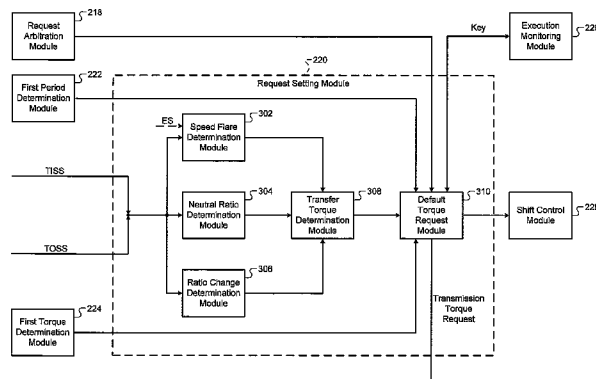 Request
Arbitration
Module
218
Key
Execution
Monitoring
Module
First Period
Determination
Module
222
220
Request Setting Module
ES
Speed Flare
Determination
Module
302
TISS
TOSS
Neutral Ratio
Determination
Module
304
Transfer
Torque
Determination
Module
308
Default
Torque
Request
Module
310
Shift Control
Module
Ratio Change
Determination
Module
306
First Torque
Determination
Module
224
Transmission
Torque
Request